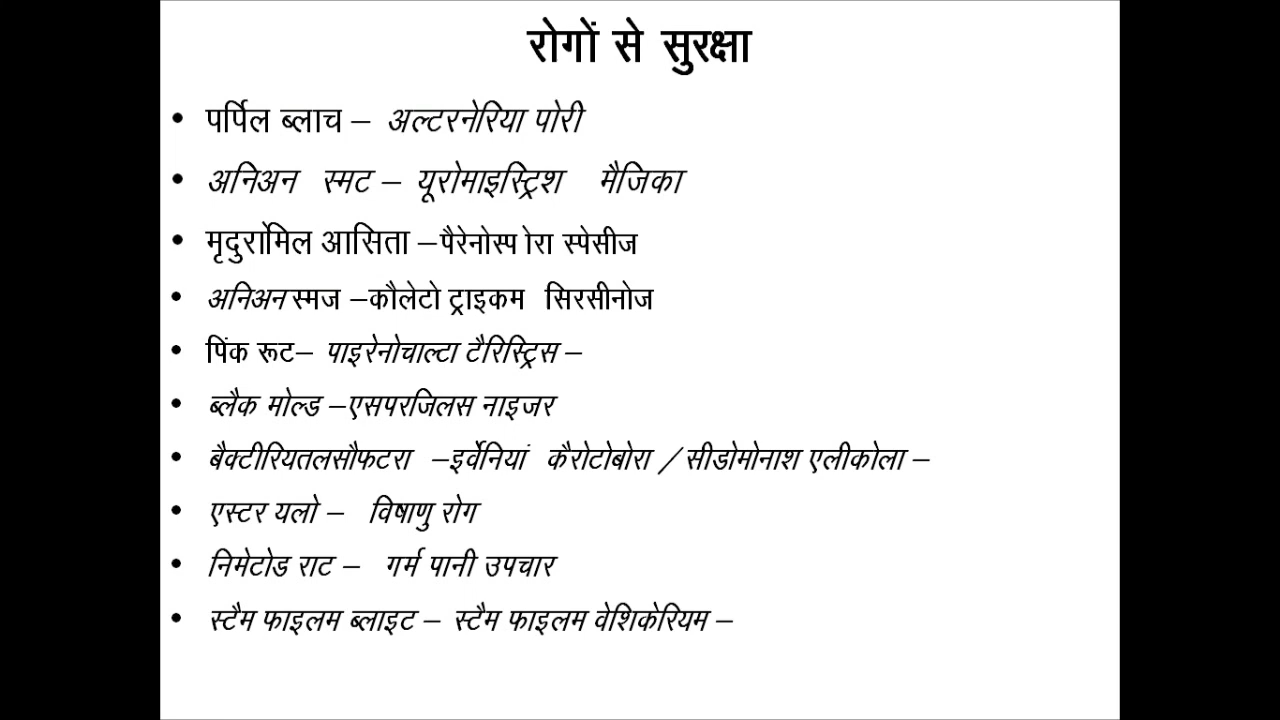 रोगों से सुरक्षा
• पर्पिल ब्लाच – अल्टरनेरिया पोरी
• अनिअन स्मट – यूरोमाइस्ट्रिश मैजिका
• मृदुरोमिल आसिता –पैरेनोस्प ोरा स्पेसीज
• अनिअन स्मज –कौलेटो ट्राइकम सिरसीनोज
• पिंक रूट– पाइरेनोचाल्टा टैरिस्ट्रिस –
• ब्लैक मोल्ड –एसपरजिलस नाइजर
• बैक्टीरियतलसौफटरा –इर्वेनियां कैरोटोबोरा / सीडोमोनाश एलीकोला –
• एस्टर यलो – विषाणु रोग
• निमेटोड राट – गर्म पानी उपचार
• स्टैम फाइलम ब्लाइट – स्टैम फाइलम वेशिकेरियम –